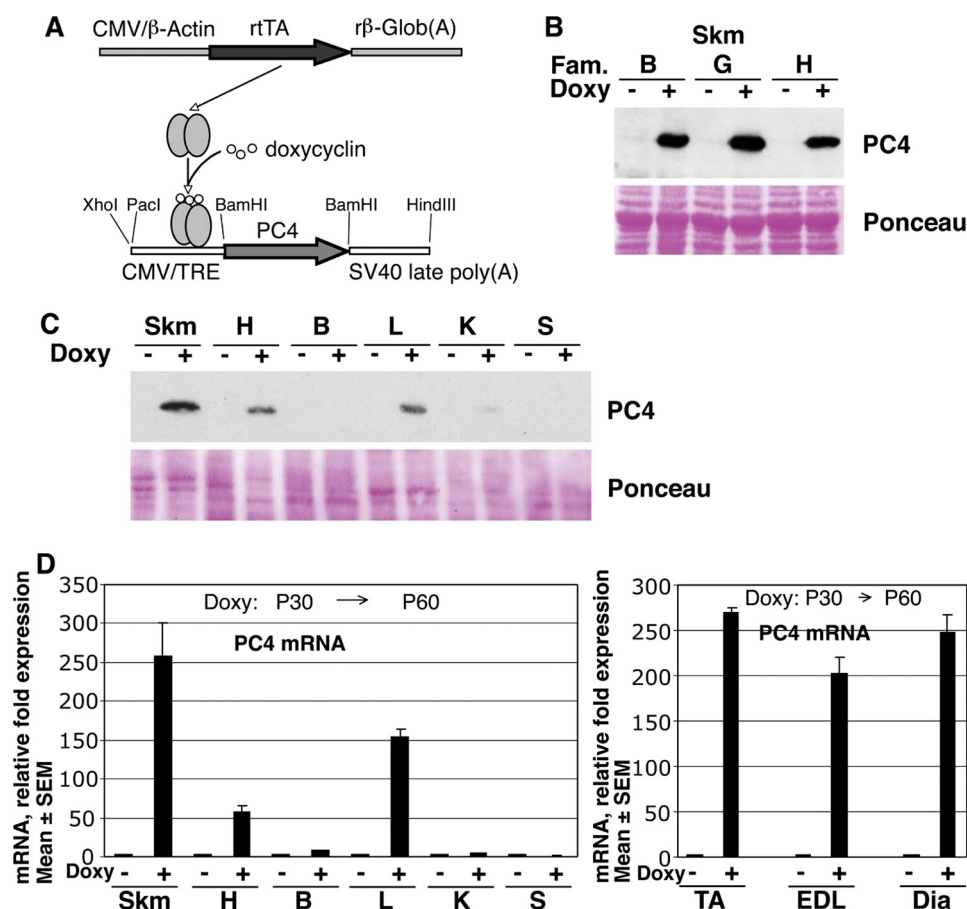 A
CMV/β-Actin rtTA rβ-Glob(A)
doxycyclin
XhoI PacI BamHI BamHI HindIII
PC4
CMV/TRE SV40 late poly(A)
B
Skm
Fam. B G H
Doxy - + - + - +
PC4
Ponceau
C
Skm H B L K S
Doxy - + - + - + - + - + - +
PC4
Ponceau
D
mRNA, relative fold expression
Mean ± SEM
350
300
250
200
150
100
50
0
Doxy: P30 → P60
PC4 mRNA
Doxy - + - + - + - + - + - +
Skm H B L K S
mRNA, relative fold expression
Mean ± SEM
300
250
200
150
100
50
0
Doxy: P30 → P60
PC4 mRNA
- + - + - +
TA EDL Dia